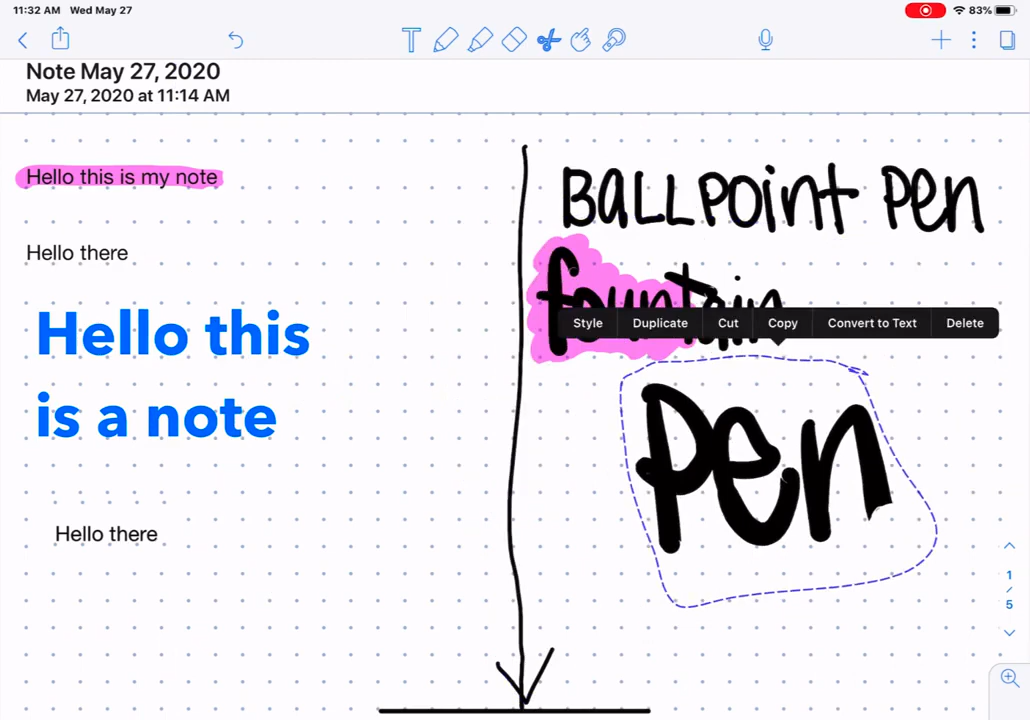 11:32 AM Wed May 27
83%
T
Note May 27, 2020
May 27, 2020 at 11:14 AM
Hello this is my note
Hello there
Hello this
is a note
Hello there
BaLLpoint pen
fountain
Style Duplicate Cut Copy Convert to Text Delete
pen
1
/
5